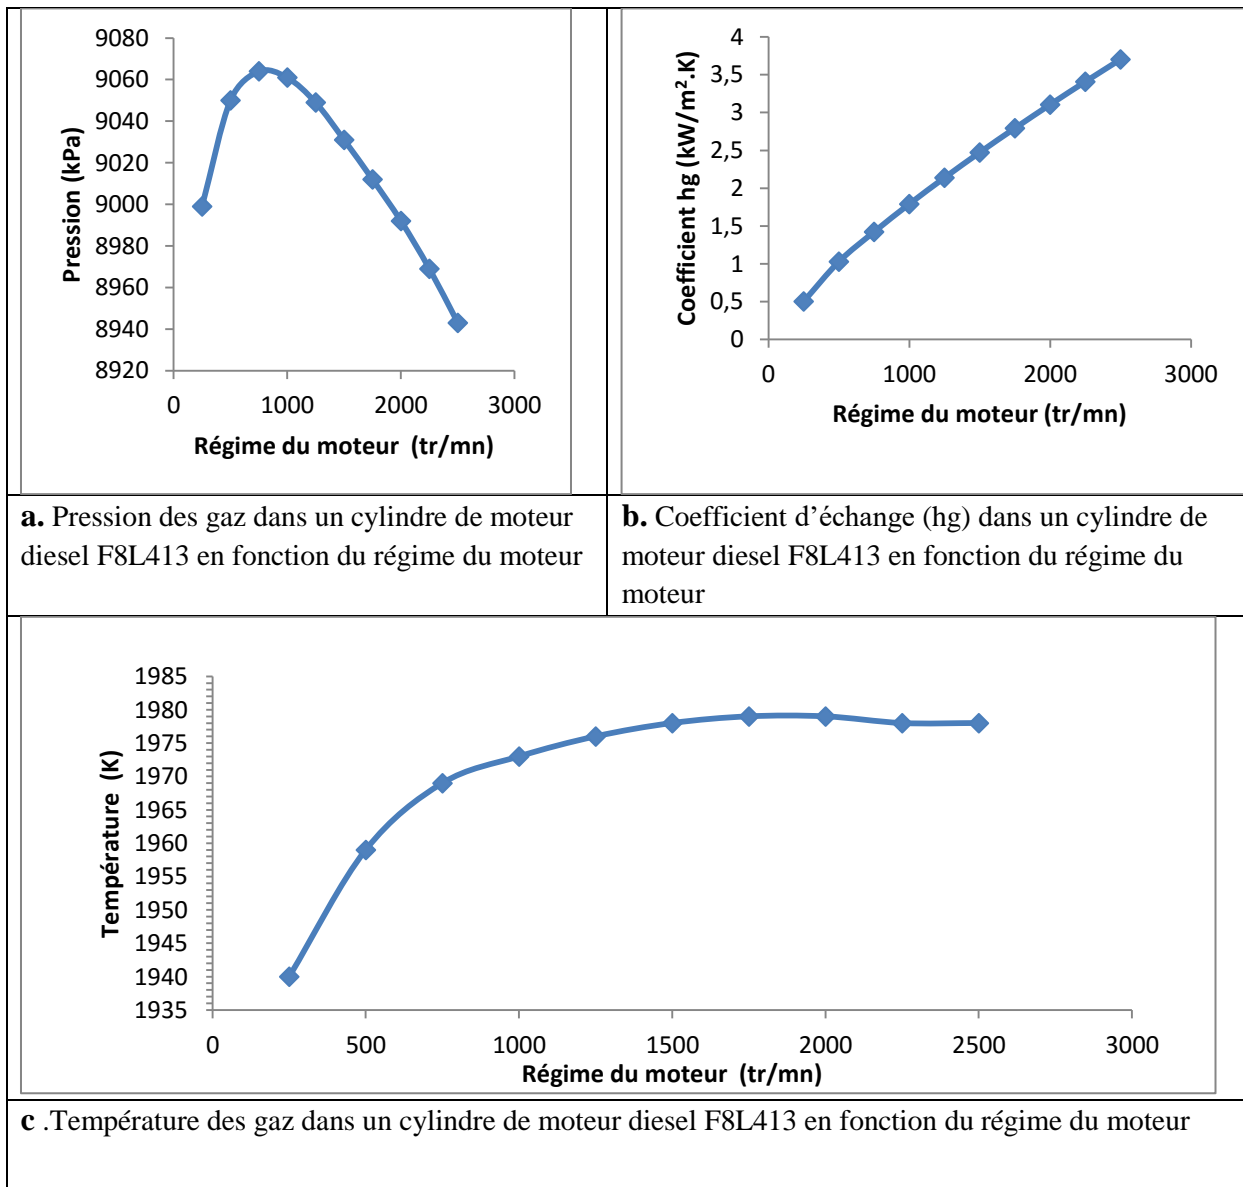 9080
9060
9040
9020
9000
8980
8960
8940
8920
Pression (kPa)
0 1000 2000 3000
Régime du moteur (tr/mn)
4
3,5
3
2,5
2
1,5
1
0,5
0
Coefficient hg (kW/m².K)
0 1000 2000 3000
Régime du moteur (tr/mn)
a. Pression des gaz dans un cylindre de moteur
diesel F8L413 en fonction du régime du moteur
b. Coefficient d’échange (hg) dans un cylindre de
moteur diesel F8L413 en fonction du régime du
moteur
1985
1980
1975
1970
1965
1960
1955
1950
1945
1940
1935
Température (K)
0 500 1000 1500 2000 2500 3000
Régime du moteur (tr/mn)
c .Température des gaz dans un cylindre de moteur diesel F8L413 en fonction du régime du moteur